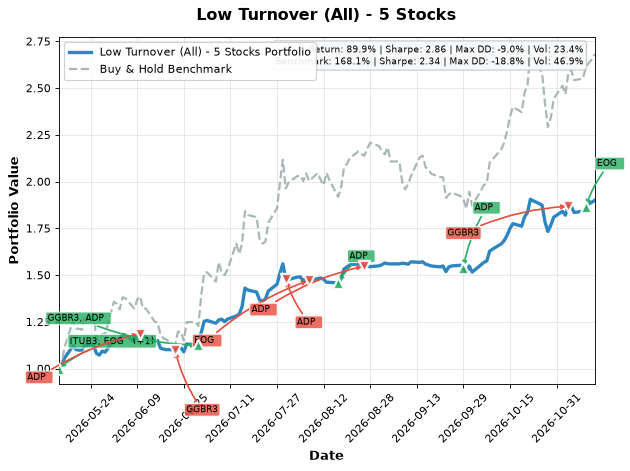 Low Turnover (All) - 5 Stocks
Low Turnover (All) - 5 Stocks Portfolio
Buy & Hold Benchmark
eturn: 89.9% | Sharpe: 2.86 | Max DD: -9.0% | Vol: 23.4%
Benchmark: 168.1% | Sharpe: 2.34 | Max DD: -18.8% | Vol: 46.9%
Portfolio Value
2.75
2.50
2.25
2.00
1.75
1.50
1.25
1.00
EOG
ADP
GGBR3
ADP
ADP
ADP
GGBR3, ADP
ITUB3, EOG (+1)
EOG
ADP
GGBR3
2026-05-24
2026-06-09
2026-06-25
2026-07-11
2026-07-27
2026-08-12
2026-08-28
2026-09-13
2026-09-29
2026-10-15
2026-10-31
Date